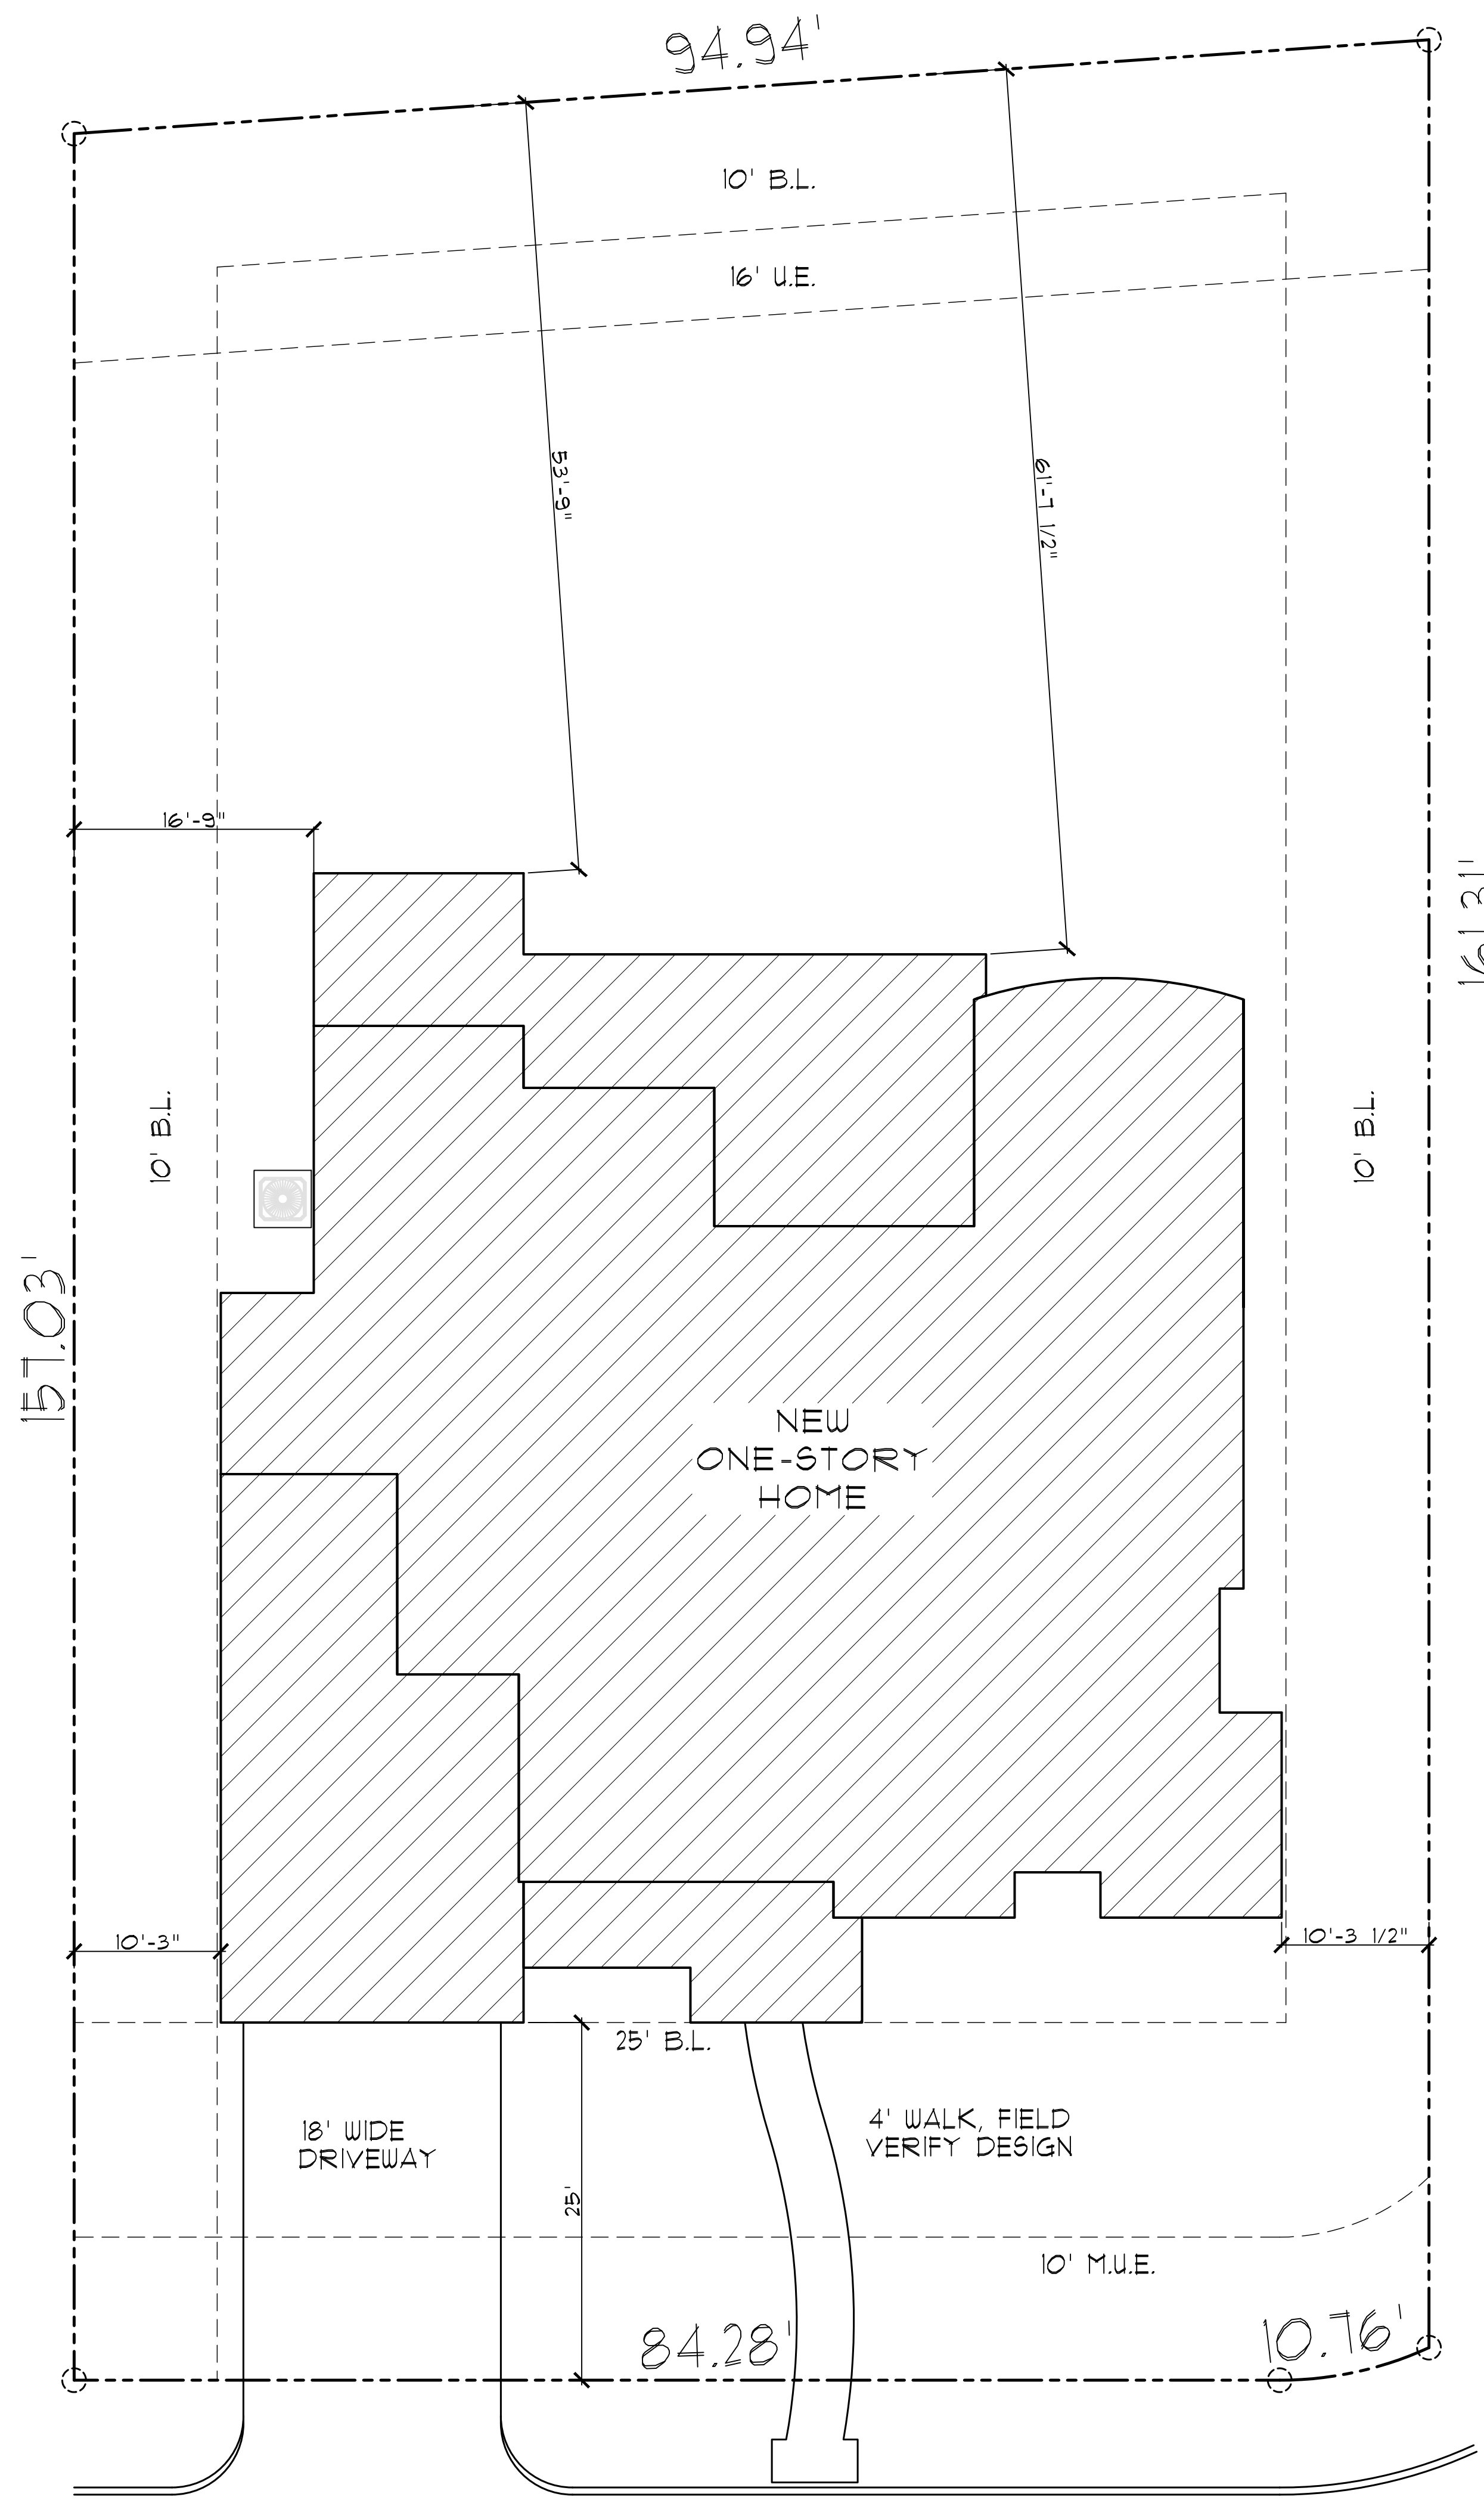 94.94'
10' B.L.
16' U.E.
53'-9"
61'-7 1/2"
16'-9"
161.31'
10' B.L.
10' B.L.
157.03'
NEW
ONE-STORY
HOME
10'-3"
10'-3 1/2"
25' B.L.
18' WIDE
DRIVEWAY
4' WALK, FIELD
VERIFY DESIGN
25'
10' M.U.E.
84.28'
10.76'